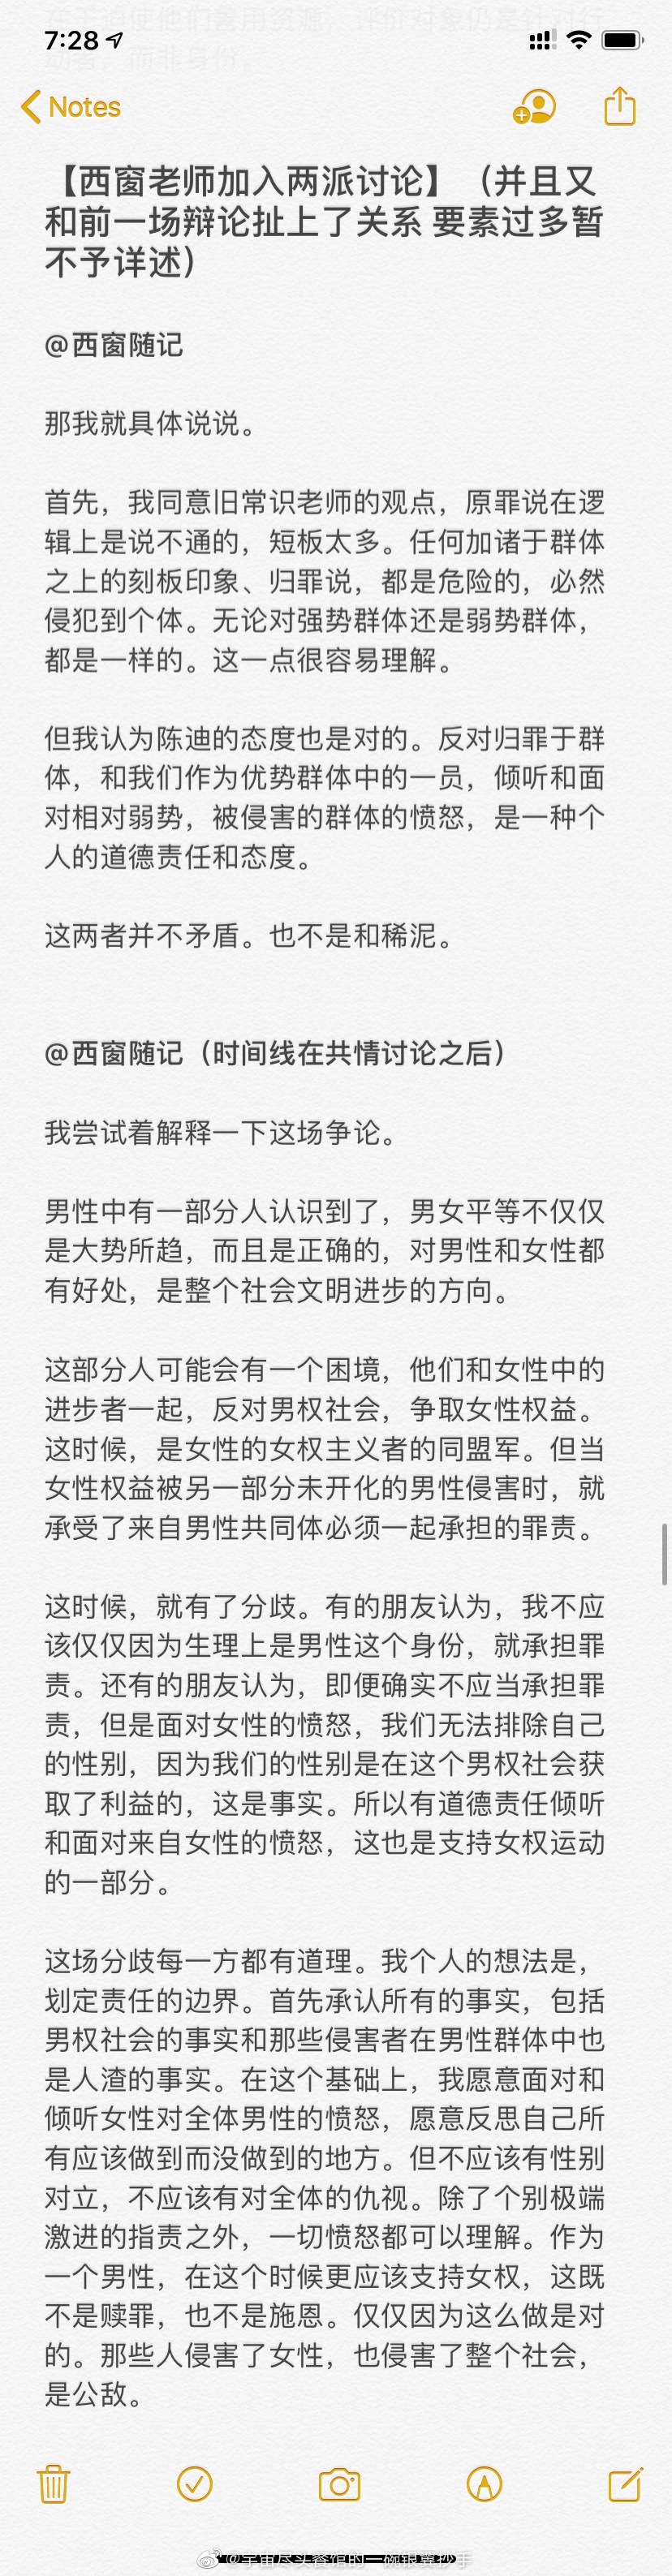 7:28
Notes
【西窗老师加入两派讨论】（并且又
和前一场辩论扯上了关系 要素过多暂
不予详述）
@西窗随记
那我就具体说说。
首先，我同意旧常识老师的观点，原罪说在逻
辑上是说不通的，短板太多。任何加诸于群体
之上的刻板印象、归罪说，都是危险的，必然
侵犯到个体。无论对强势群体还是弱势群体，
都是一样的。这一点很容易理解。
但我认为陈迪的态度也是对的。反对归罪于群
体，和我们作为优势群体中的一员，倾听和面
对相对弱势，被侵害的群体的愤怒，是一种个
人的道德责任和态度。
这两者并不矛盾。也不是和稀泥。
@西窗随记（时间线在共情讨论之后）
我尝试着解释一下这场争论。
男性中有一部分人认识到了，男女平等不仅仅
是大势所趋，而且是正确的，对男性和女性都
有好处，是整个社会文明进步的方向。
这部分人可能会有一个困境，他们和女性中的
进步者一起，反对男权社会，争取女性权益。
这时候，是女性的女权主义者的同盟军。但当
女性权益被另一部分未开化的男性侵害时，就
承受了来自男性共同体必须一起承担的罪责。
这时候，就有了分歧。有的朋友认为，我不应
该仅仅因为生理上是男性这个身份，就承担罪
责。还有的朋友认为，即便确实不应当承担罪
责，但是面对女性的愤怒，我们无法排除自己
的性别，因为我们的性别是在这个男权社会获
取了利益的，这是事实。所以有道德责任倾听
和面对来自女性的愤怒，这也是支持女权运动
的一部分。
这场分歧每一方都有道理。我个人的想法是，
划定责任的边界。首先承认所有的事实，包括
男权社会的事实和那些侵害者在男性群体中也
是人渣的事实。在这个基础上，我愿意面对和
倾听女性对全体男性的愤怒，愿意反思自己所
有应该做到而没做到的地方。但不应该有性别
对立，不应该有对全体的仇视。除了个别极端
激进的指责之外，一切愤怒都可以理解。作为
一个男性，在这个时候更应该支持女权，这既
不是赎罪，也不是施恩。仅仅因为这么做是对
的。那些人侵害了女性，也侵害了整个社会，
是公敌。